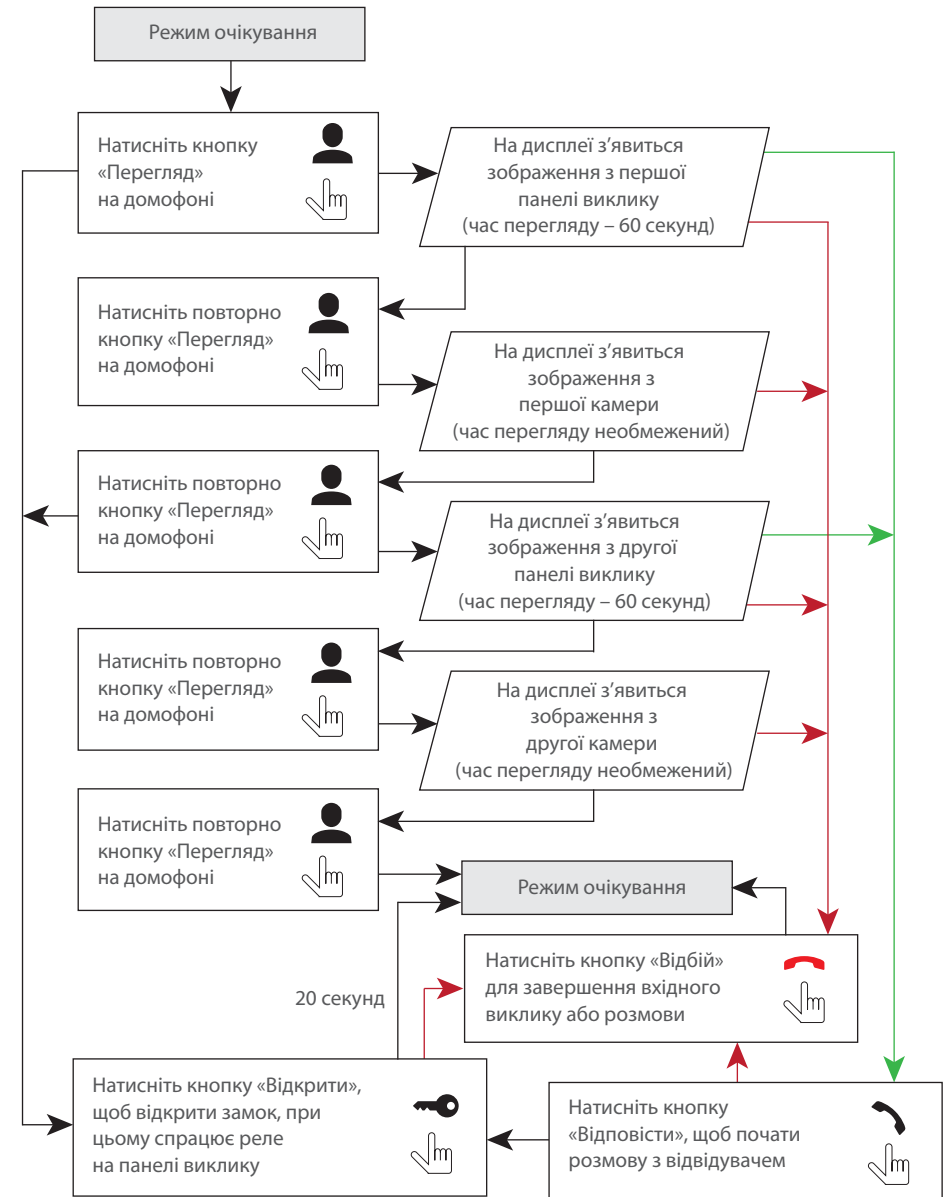 Режим очікування
Натисніть кнопку
«Перегляд»
на домофоні
На дисплеї з'явиться
зображення з першої
панелі виклику
(час перегляду – 60 секунд)
Натисніть повторно
кнопку «Перегляд»
на домофоні
На дисплеї з'явиться
зображення з
першої камери
(час перегляду необмежений)
Натисніть повторно
кнопку «Перегляд»
на домофоні
На дисплеї з'явиться
зображення з другої
панелі виклику
(час перегляду – 60 секунд)
Натисніть повторно
кнопку «Перегляд»
на домофоні
На дисплеї з'явиться
зображення з
другої камери
(час перегляду необмежений)
Натисніть повторно
кнопку «Перегляд»
на домофоні
Режим очікування
Натисніть кнопку «Відбій»
для завершення вхідного
виклику або розмови
20 секунд
Натисніть кнопку «Відкрити»,
щоб відкрити замок, при
цьому спрацює реле
на панелі виклику
Натисніть кнопку
«Відповісти», щоб почати
розмову з відвідувачем